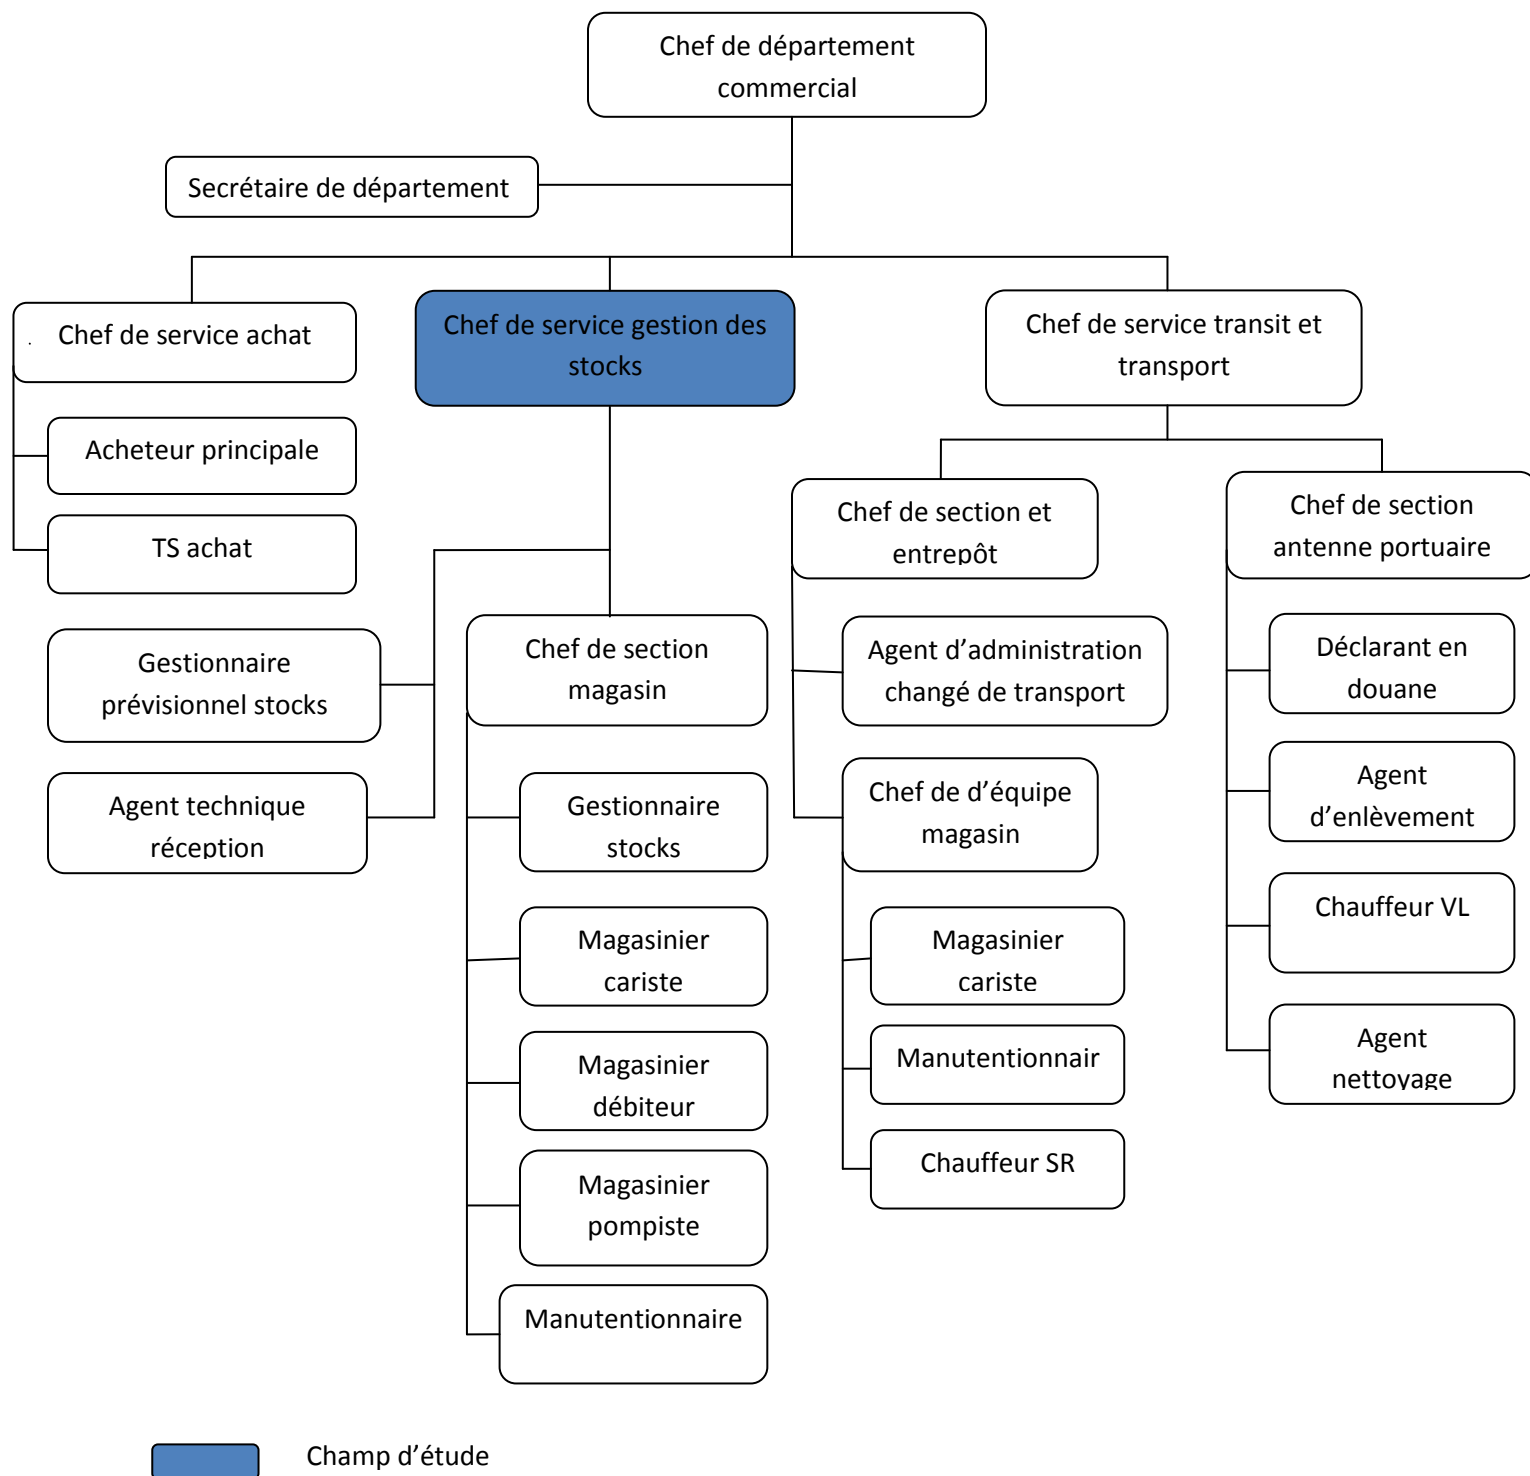 Chef de département
commercial
Secrétaire de département
. Chef de service achat
Chef de service gestion des
stocks
Chef de service transit et
transport
Acheteur principale
TS achat
Gestionnaire
prévisionnel stocks
Agent technique
réception
Chef de section
magasin
Gestionnaire
stocks
Magasinier
cariste
Magasinier
débiteur
Magasinier
pompiste
Manutentionnaire
Chef de section et
entrepôt
Agent d’administration
changé de transport
Chef de d’équipe
magasin
Magasinier
cariste
Manutentionnair
Chauffeur SR
Chef de section
antenne portuaire
Déclarant en
douane
Agent
d’enlèvement
Chauffeur VL
Agent
nettoyage
Champ d’étude